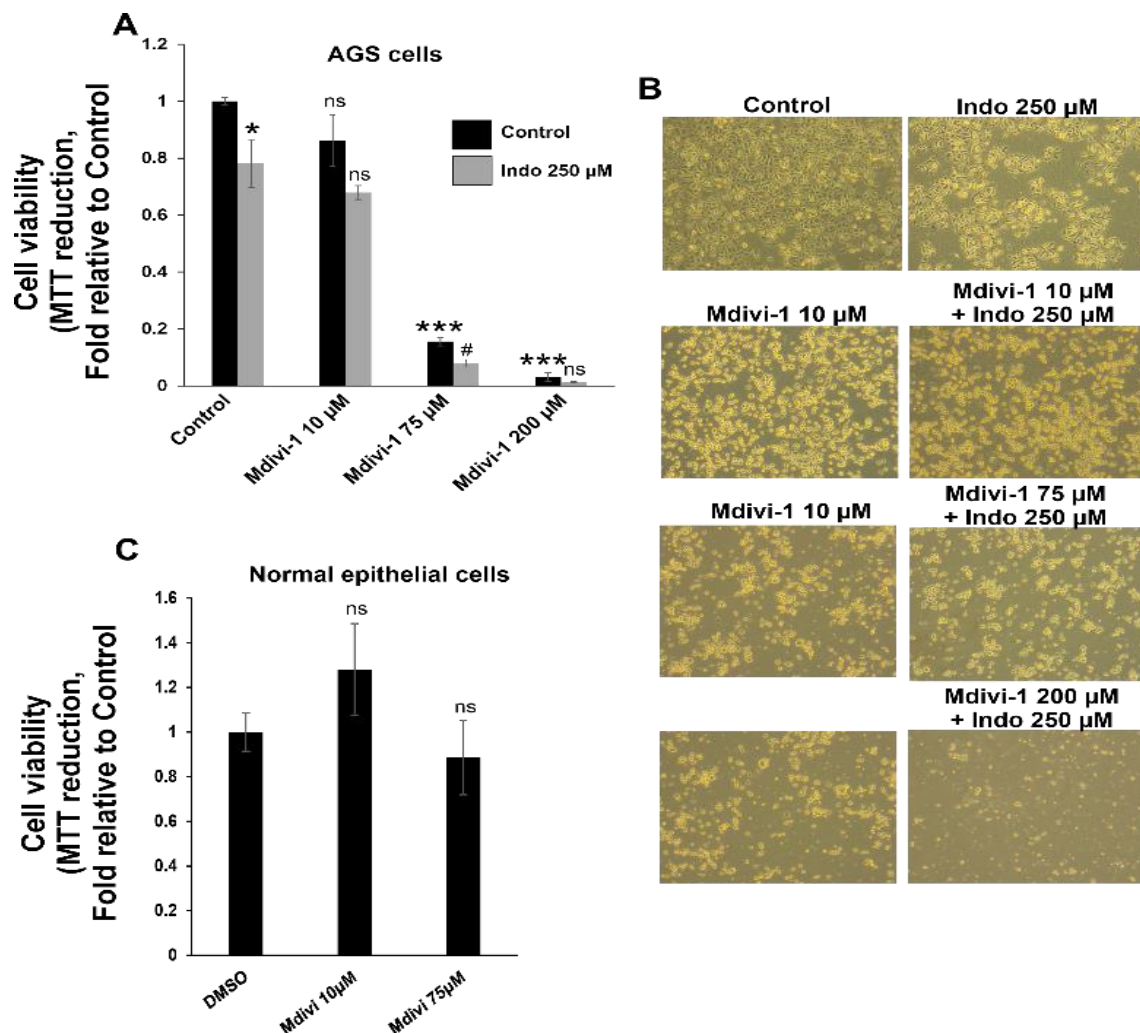 A
AGS cells
Cell viability
(MTT reduction,
Fold relative to Control
1.2
1
0.8
0.6
0.4
0.2
0
*
ns
ns
***
#
***
ns
Control
Indo 250 µM
Control
Mdivi-1 10 µM
Mdivi-1 75 µM
Mdivi-1 200 µM
B
Control
Indo 250 µM
Mdivi-1 10 µM
Mdivi-1 10 µM
+ Indo 250 µM
Mdivi-1 10 µM
Mdivi-1 75 µM
+ Indo 250 µM
Mdivi-1 200 µM
+ Indo 250 µM
C
Normal epithelial cells
Cell viability
(MTT reduction,
Fold relative to Control
1.6
1.4
1.2
1
0.8
0.6
0.4
0.2
0
ns
ns
DMSO
Mdivi 10µM
Mdivi 75µM